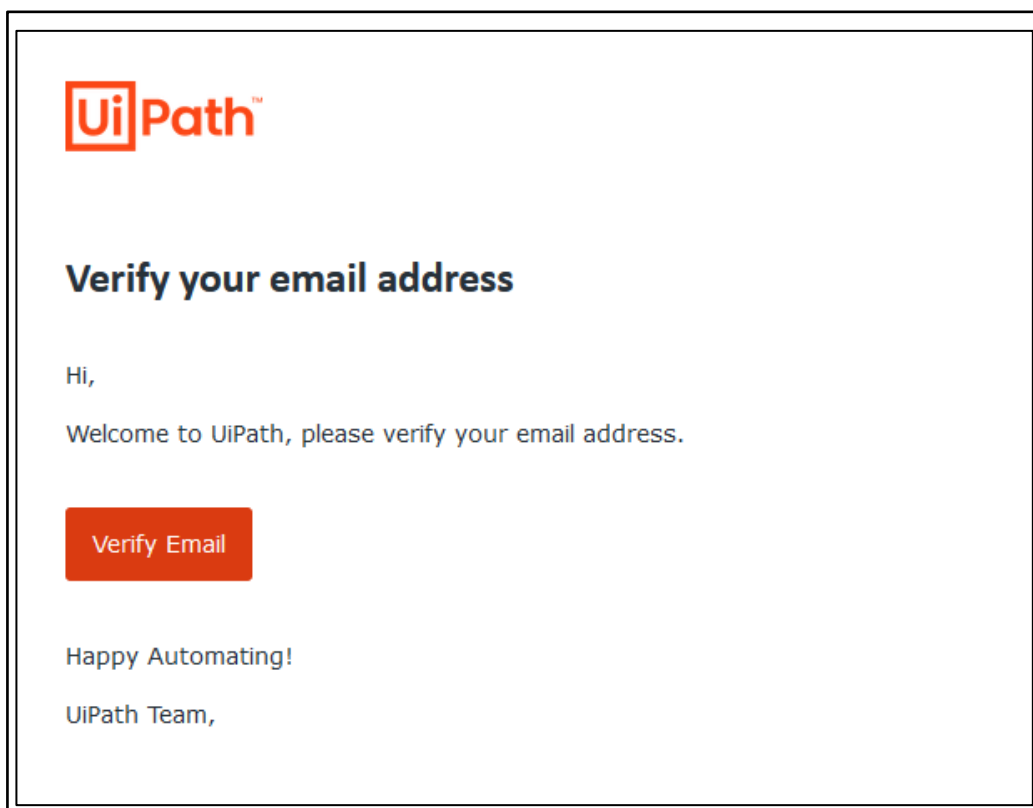 UiPath™
Verify your email address
Hi,
Welcome to UiPath, please verify your email address.
Verify Email
Happy Automating!
UiPath Team,